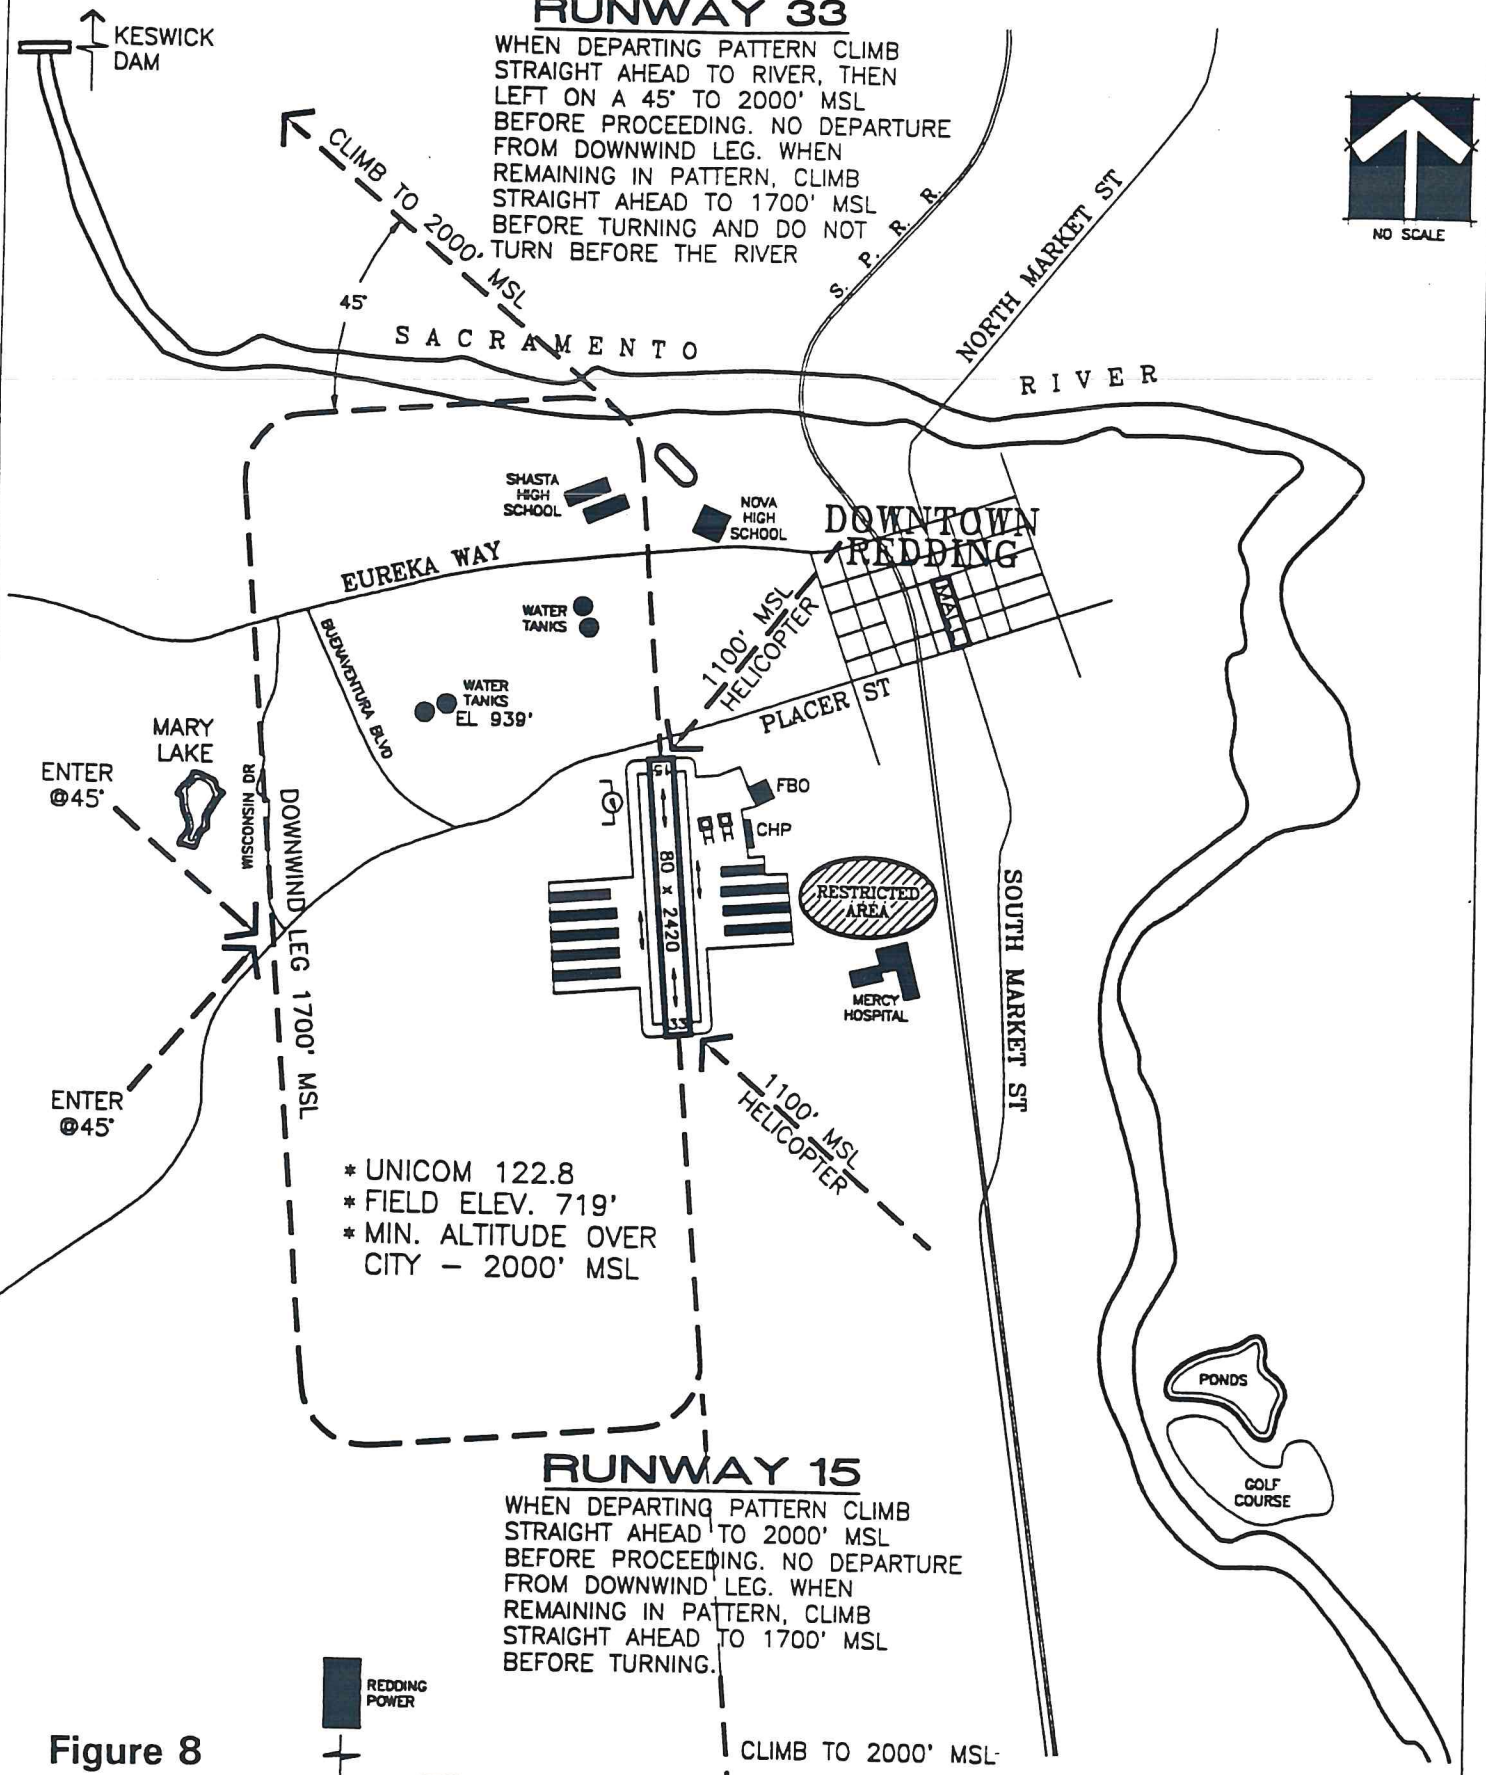 RUNWAY 33
WHEN DEPARTING PATTERN CLIMB
STRAIGHT AHEAD TO RIVER, THEN
LEFT ON A 45° TO 2000' MSL
BEFORE PROCEEDING. NO DEPARTURE
FROM DOWNWIND LEG. WHEN
REMAINING IN PATTERN, CLIMB
STRAIGHT AHEAD TO 1700' MSL
BEFORE TURNING AND DO NOT
TURN BEFORE THE RIVER
KESWICK
DAM
CLIMB TO 2000' MSL
45°
S. P. R. R.
NORTH MARKET ST
NO SCALE
SACRAMENTO
RIVER
SHASTA
HIGH
SCHOOL
NOVA
HIGH
SCHOOL
DOWNTOWN
REDDING
MALL
EUREKA WAY
BUENAVENTURA BLVD
WATER
TANKS
WATER
TANKS
EL 939'
1100' MSL
HELICOPTER
PLACER ST
MARY
LAKE
ENTER
@45°
WISCONSIN DR
DOWNWIND LEG 1700' MSL
15
80 x 2420
33
H H
FBO
CHP
RESTRICTED
AREA
MERCY
HOSPITAL
SOUTH MARKET ST
ENTER
@45°
1100' MSL
HELICOPTER
* UNICOM 122.8
* FIELD ELEV. 719'
* MIN. ALTITUDE OVER
CITY - 2000' MSL
PONDS
GOLF
COURSE
RUNWAY 15
WHEN DEPARTING PATTERN CLIMB
STRAIGHT AHEAD TO 2000' MSL
BEFORE PROCEEDING. NO DEPARTURE
FROM DOWNWIND LEG. WHEN
REMAINING IN PATTERN, CLIMB
STRAIGHT AHEAD TO 1700' MSL
BEFORE TURNING.
REDDING
POWER
CLIMB TO 2000' MSL
Figure 8